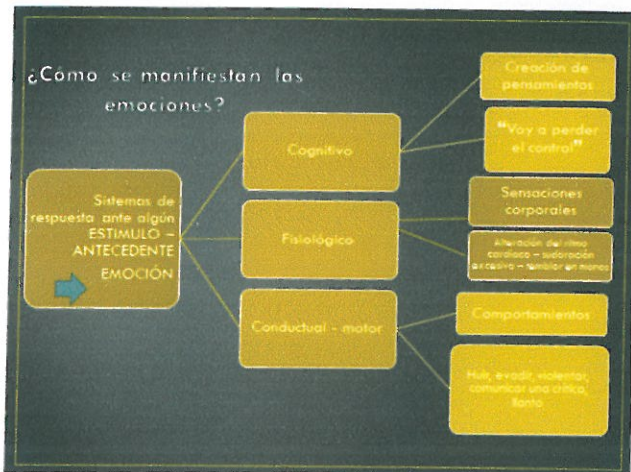 ¿Cómo se manifiestan las
emociones?
Sistemas de
respuesta ante algún
ESTIMULO –
ANTECEDENTE
EMOCIÓN
Cognitivo
Creación de
pensamientos
"Voy a perder
el control"
Fisiológico
Sensaciones
corporales
Alteración del ritmo
cardiaco – sudoración
excesiva – temblor en manos
Conductual - motor
Comportamientos
Huir, evadir, violentar,
comunicar una crítica,
llanto